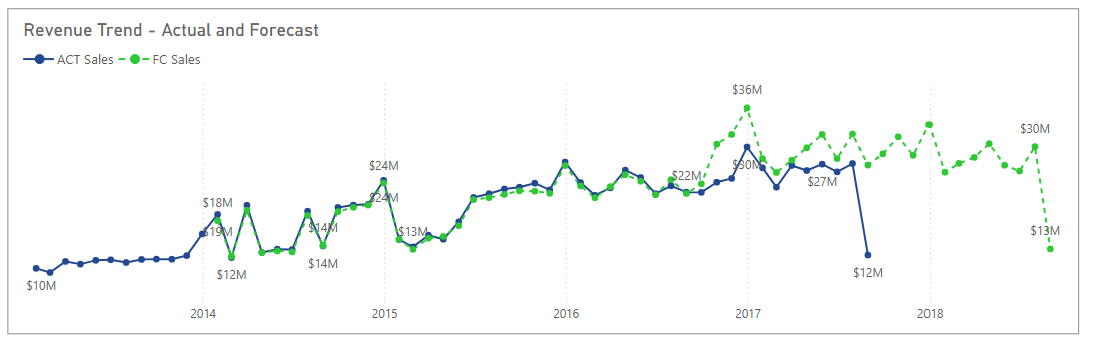 Revenue Trend - Actual and Forecast
ACT Sales FC Sales
$36M
$30M
$24M
$30M
$22M
$27M
$24M
$18M
$19M
$14M
$13M
$13M
$14M
$12M
$12M
$10M
2014 2015 2016 2017 2018